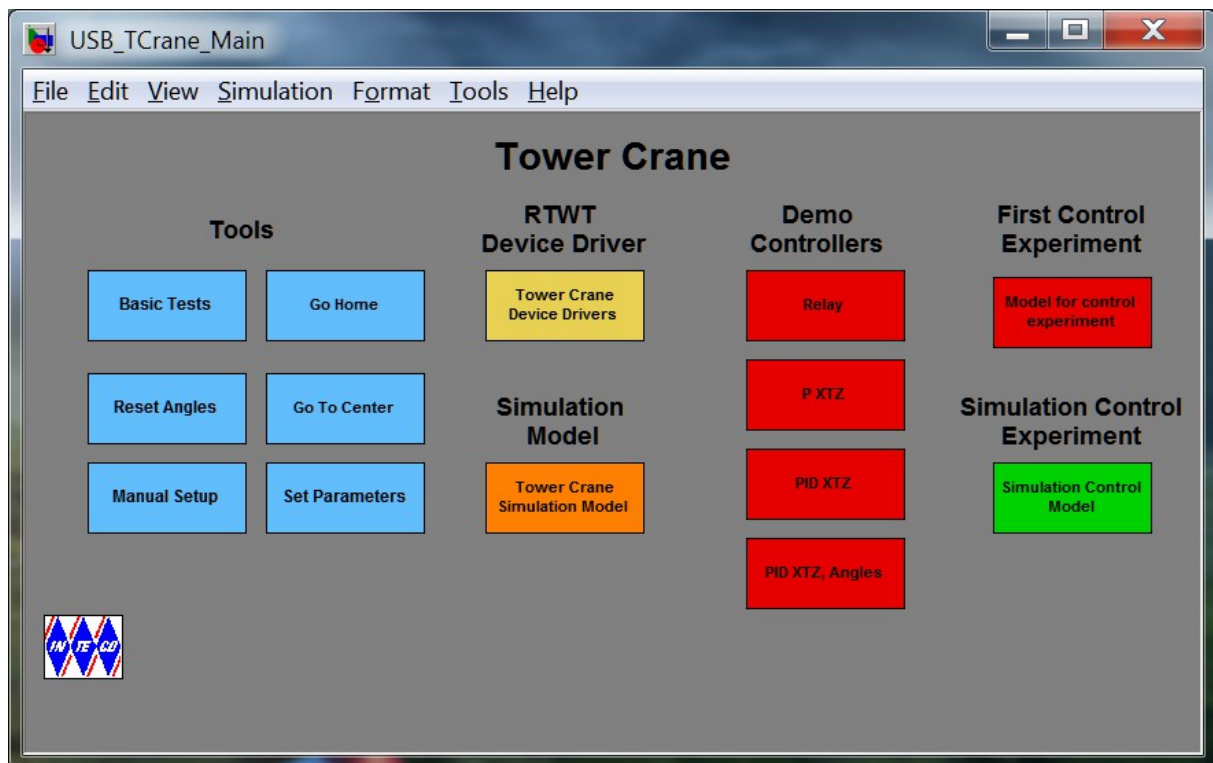 USB_TCrane_Main
File Edit View Simulation Format Tools Help
Tower Crane
Tools
Basic Tests
Go Home
Reset Angles
Go To Center
Manual Setup
Set Parameters
RTWT
Device Driver
Tower Crane
Device Drivers
Simulation
Model
Tower Crane
Simulation Model
Demo
Controllers
Relay
P XTZ
PID XTZ
PID XTZ, Angles
First Control
Experiment
Model for control
experiment
Simulation Control
Experiment
Simulation Control
Model
IN TE CO